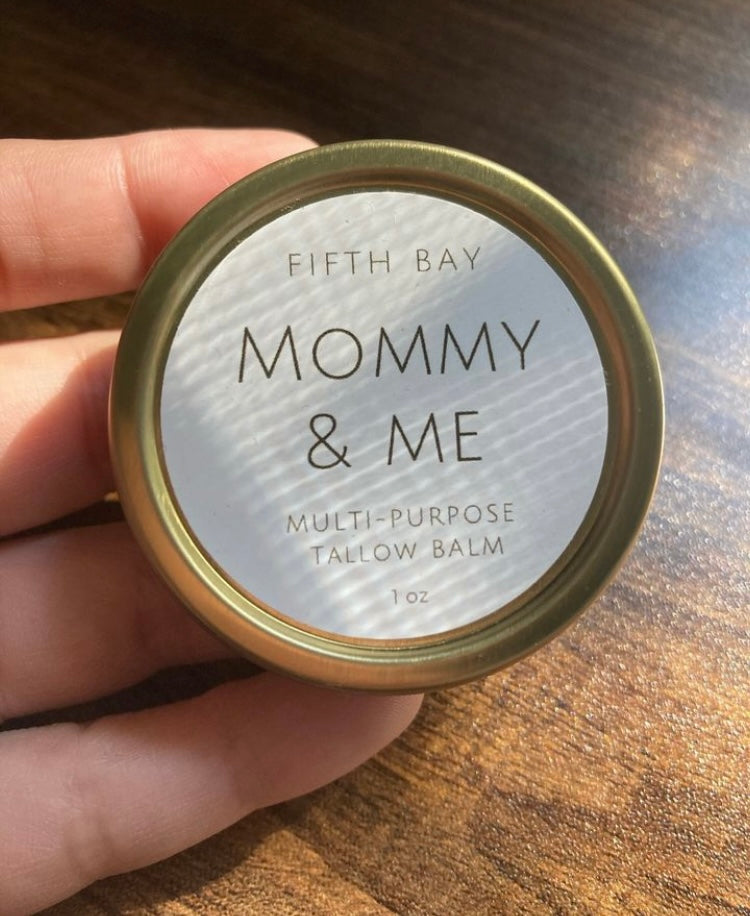 FIFTH BAY
MOMMY
& ME
MULTI-PURPOSE
TALLOW BALM
1 oz